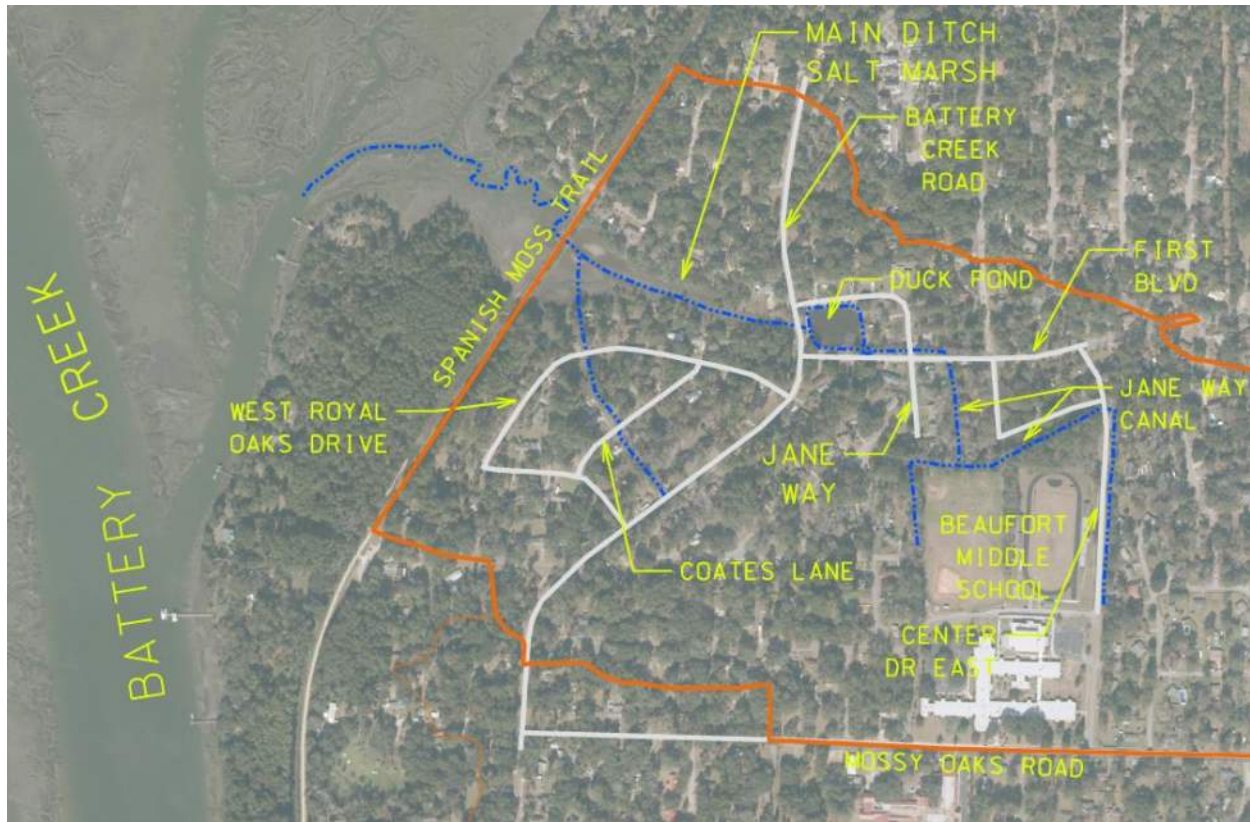 MAIN DITCH
SALT MARSH
BATTERY
CREEK
ROAD
SPANISH MOSS TRAIL
FIRST
BLVD
DUCK POND
BATTERY CREEK
WEST ROYAL
OAKS DRIVE
JANE WAY
CANAL
JANE
WAY
BEAUFORT
MIDDLE
SCHOOL
COATES LANE
CENTER
DR EAST
MOSSY OAKS ROAD